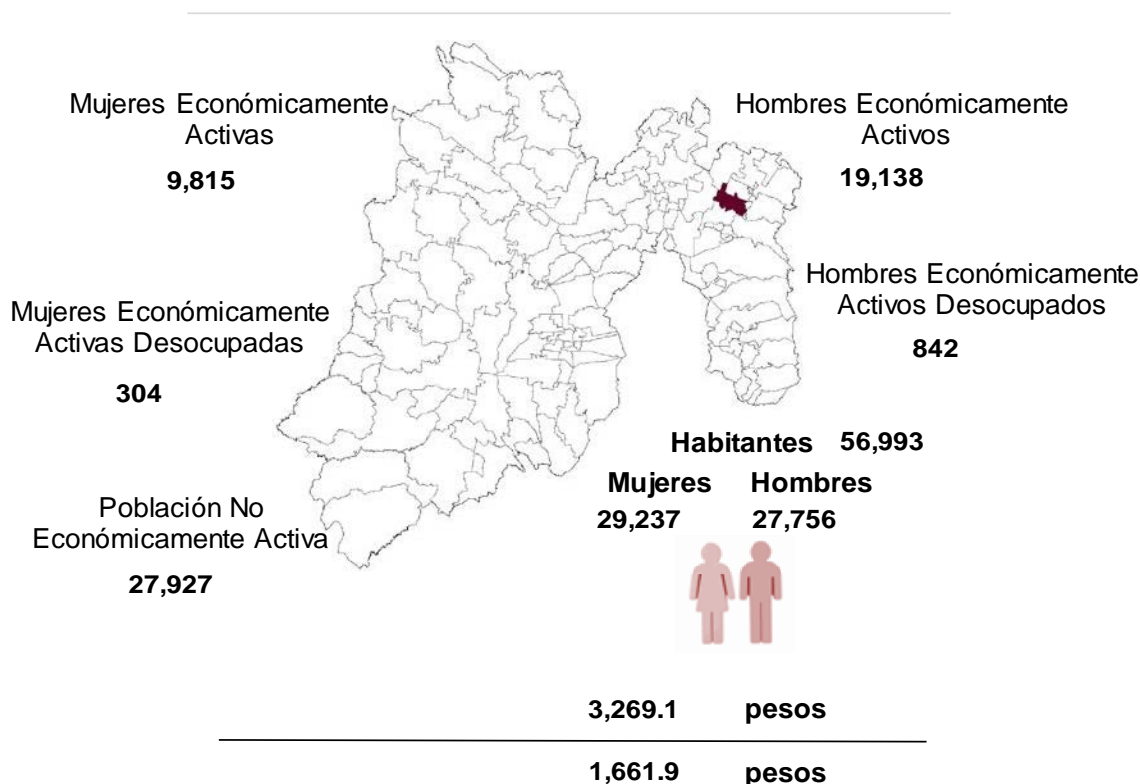 Mujeres Económicamente
Activas
9,815
Hombres Económicamente
Activos
19,138
Mujeres Económicamente
Activas Desocupadas
304
Hombres Económicamente
Activos Desocupados
842
Habitantes 56,993
Mujeres Hombres
29,237 27,756
Población No
Económicamente Activa
27,927
3,269.1 pesos
1,661.9 pesos